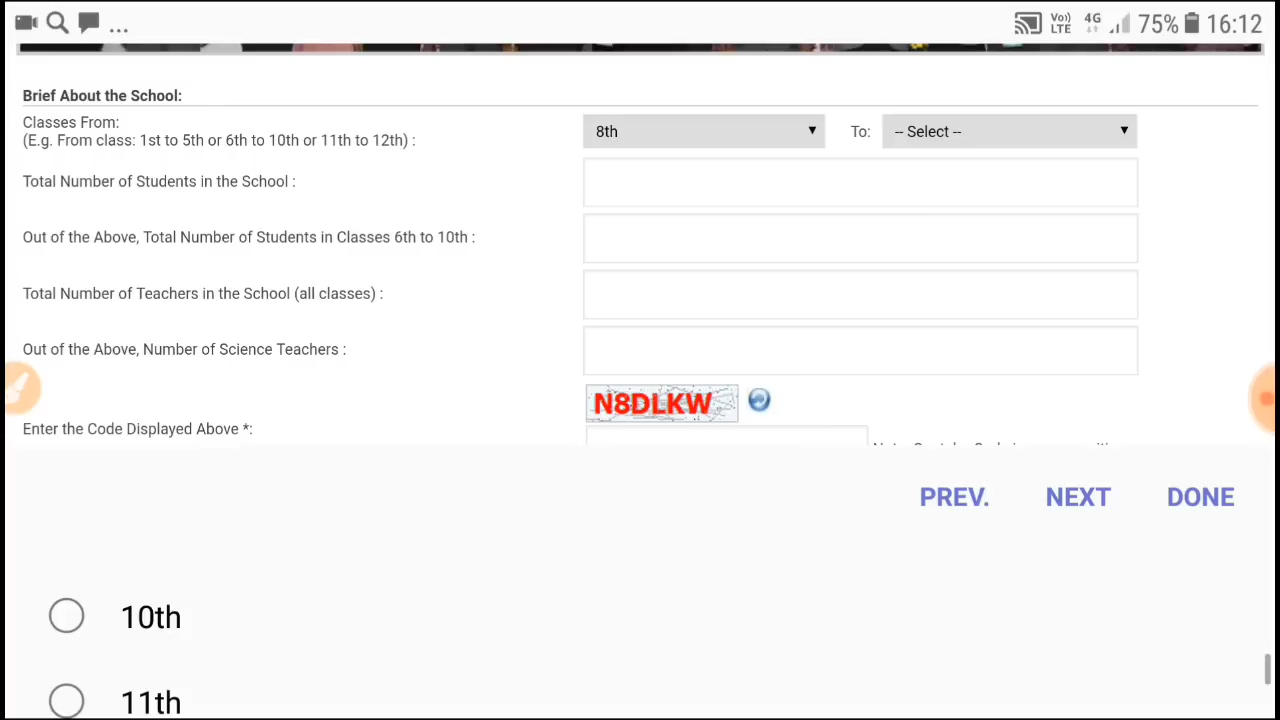 ... Vo) LTE 4G 75% 16:12
Brief About the School:
Classes From:
(E.g. From class: 1st to 5th or 6th to 10th or 11th to 12th) : 8th To: -- Select --
Total Number of Students in the School :
Out of the Above, Total Number of Students in Classes 6th to 10th :
Total Number of Teachers in the School (all classes) :
Out of the Above, Number of Science Teachers :
N8DLKW
Enter the Code Displayed Above *:
PREV. NEXT DONE
10th
11th